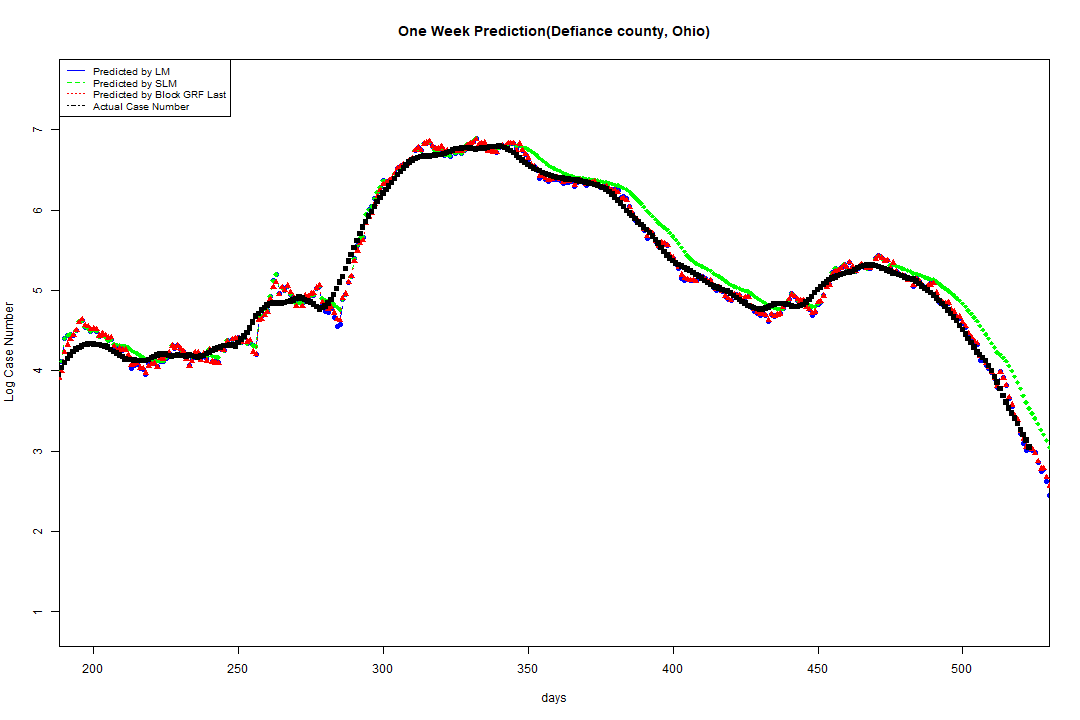 One Week Prediction(Defiance county, Ohio)
Predicted by LM
Predicted by SLM
Predicted by Block GRF Last
Actual Case Number
7
6
5
4
3
2
1
Log Case Number
200 250 300 350 400 450 500
days